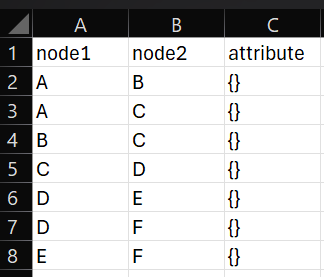 A B C
1 node1 node2 attribute
2 A B {}
3 A C {}
4 B C {}
5 C D {}
6 D E {}
7 D F {}
8 E F {}